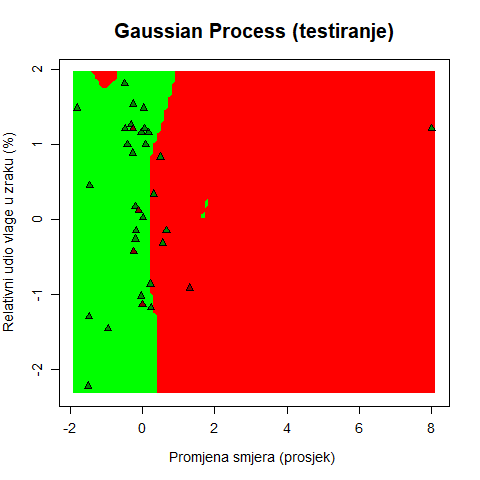 Gaussian Process (testiranje)
Relativni udio vlage u zraku (%)
2
1
0
-1
-2
-2 0 2 4 6 8
Promjena smjera (prosjek)